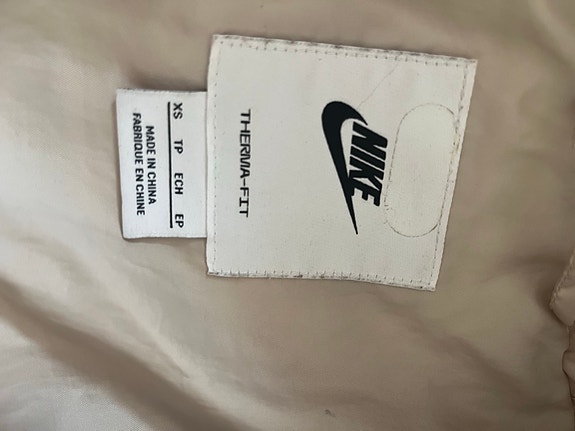 NIKE
THERMA-FIT
XS TP ECH EP
MADE IN CHINA
FABRIQUE EN CHINE